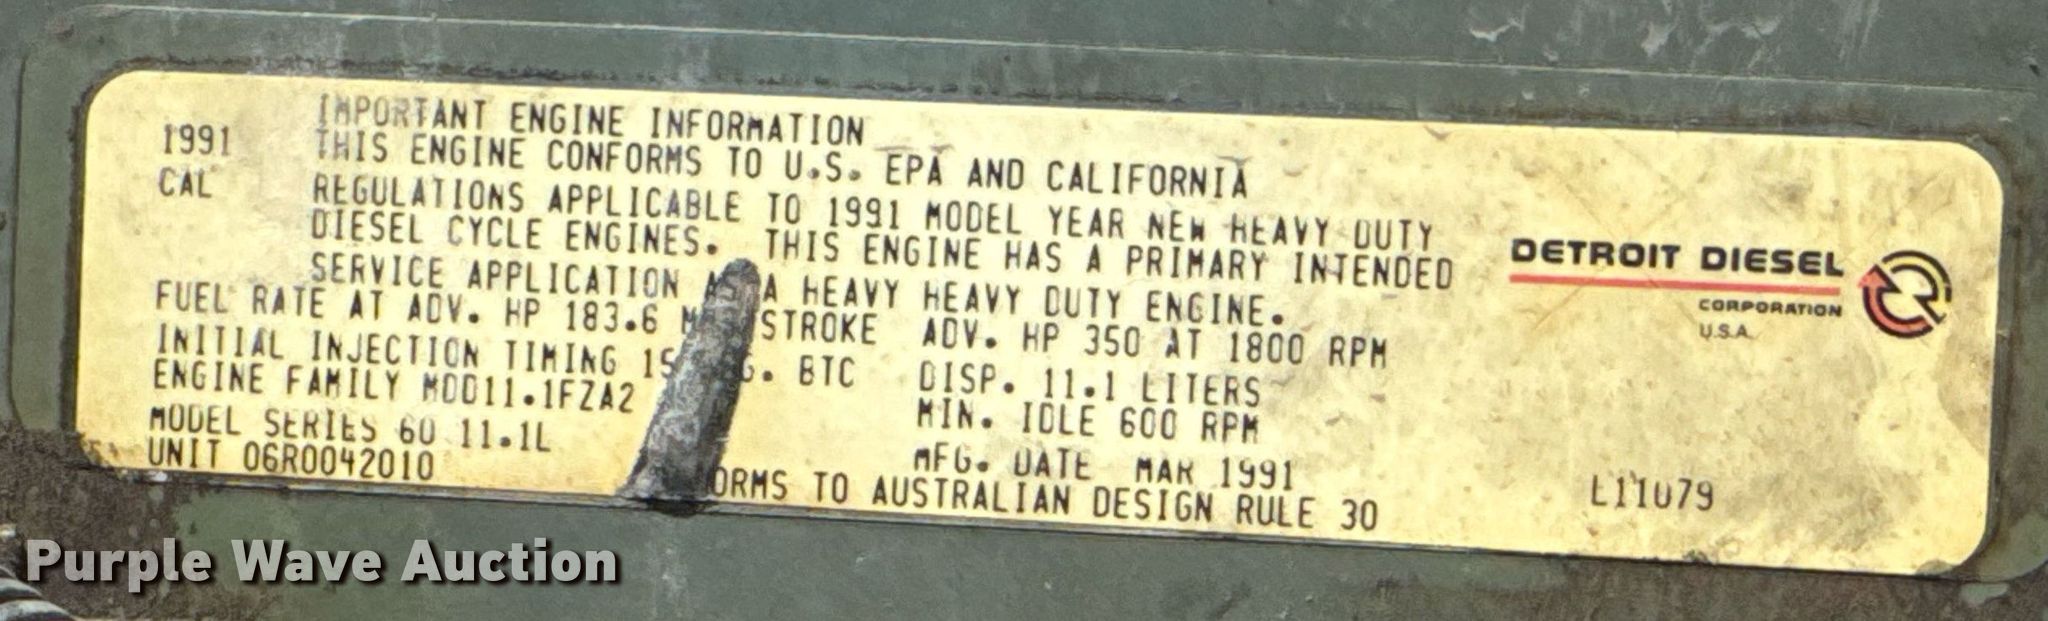 IMPORTANT ENGINE INFORMATION
1991 THIS ENGINE CONFORMS TO U.S. EPA AND CALIFORNIA
CAL REGULATIONS APPLICABLE TO 1991 MODEL YEAR NEW HEAVY DUTY
DIESEL CYCLE ENGINES. THIS ENGINE HAS A PRIMARY INTENDED
SERVICE APPLICATION AS A HEAVY HEAVY DUTY ENGINE.
FUEL RATE AT ADV. HP 183.6 STROKE ADV. HP 350 AT 1800 RPM
INITIAL INJECTION TIMING BTC DISP. 11.1 LITERS
ENGINE FAMILY MDD11.1FZA2 MIN. IDLE 600 RPM
MODEL SERIES 60 11.1L MFG. DATE MAR 1991
UNIT 06R0042010 ORMS TO AUSTRALIAN DESIGN RULE 30
DETROIT DIESEL
CORPORATION
U.S.A.
L11079
Purple Wave Auction